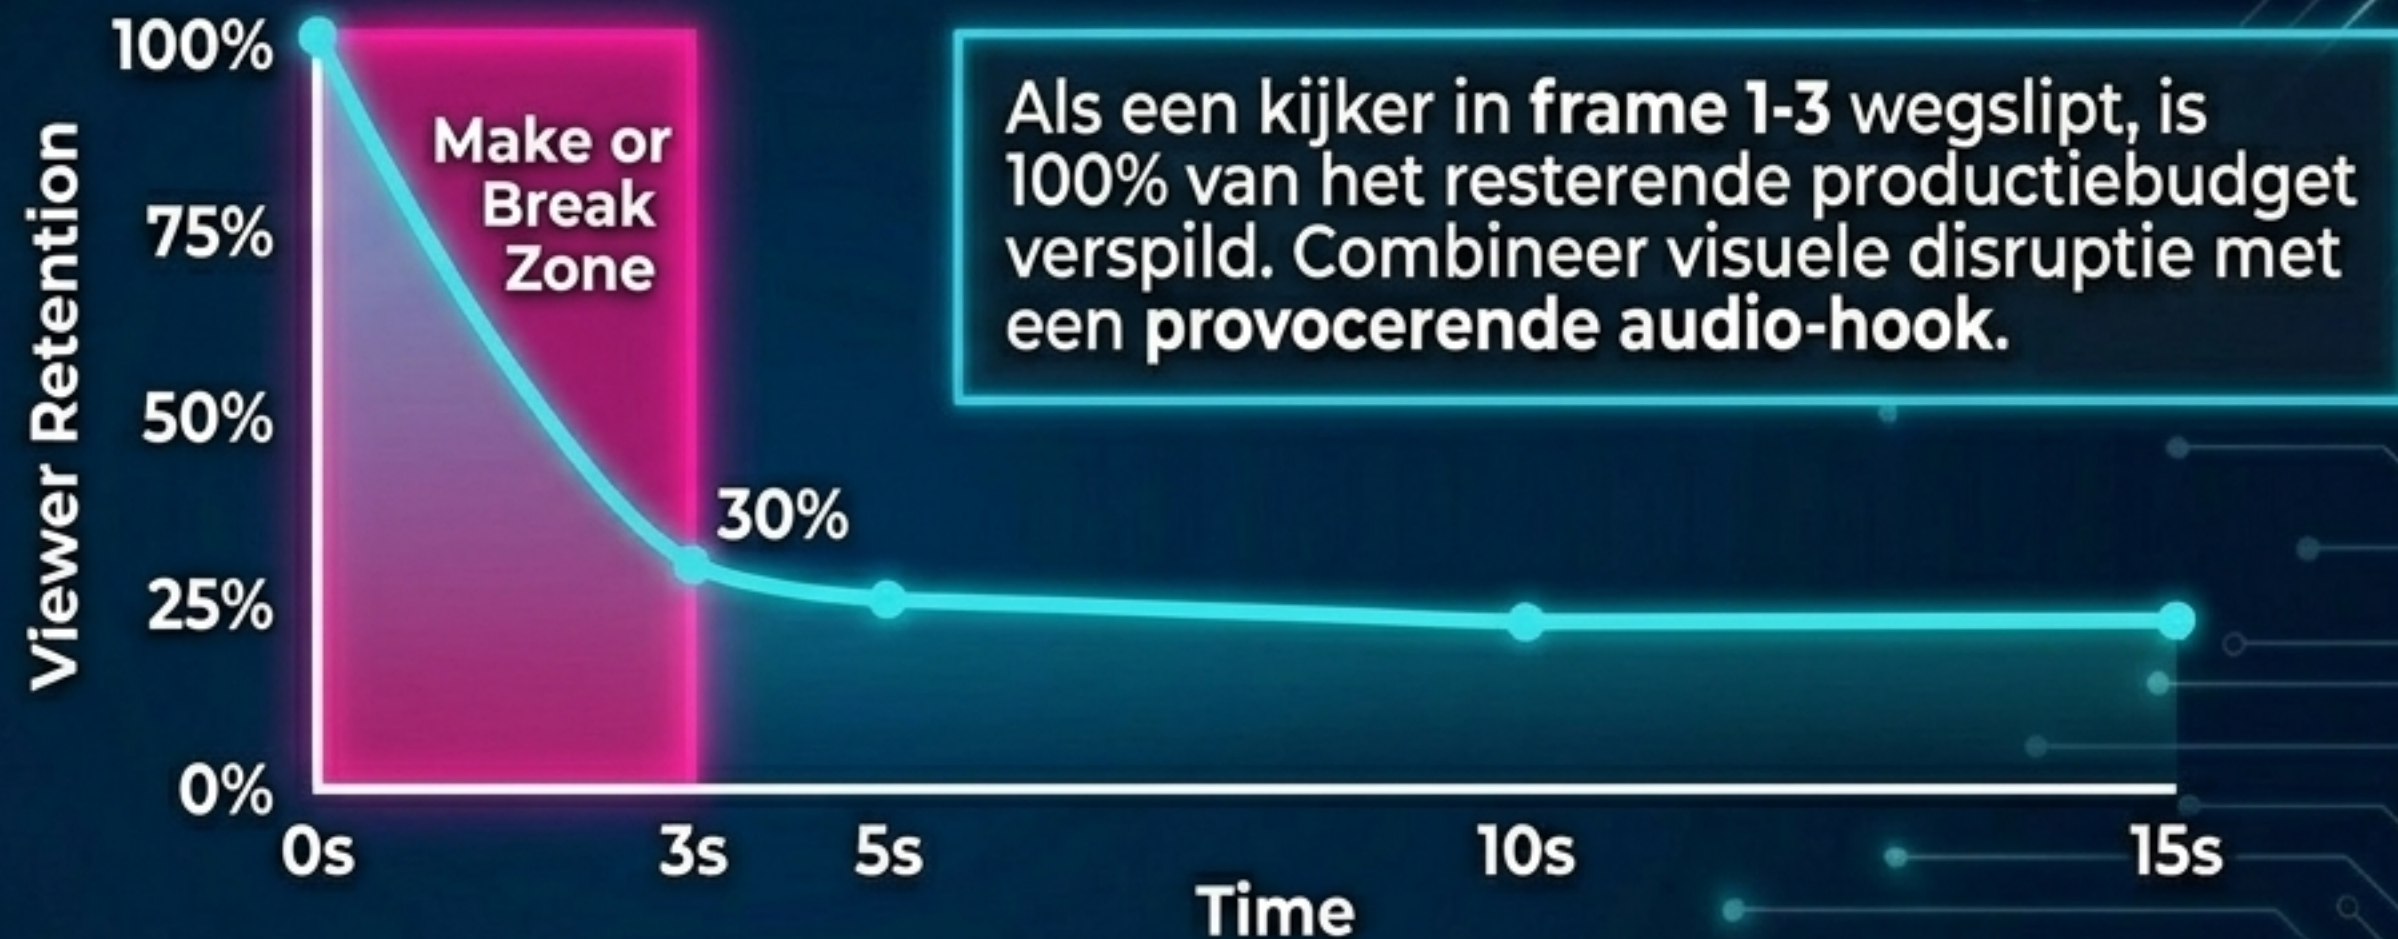 Viewer Retention
100%
75%
50%
25%
0%
Make or
Break
Zone
30%
Als een kijker in frame 1-3 wegslipt, is
100% van het resterende productiebudget
verspild. Combineer visuele disruptie met
een provocerende audio-hook.
0s
3s
5s
10s
15s
Time